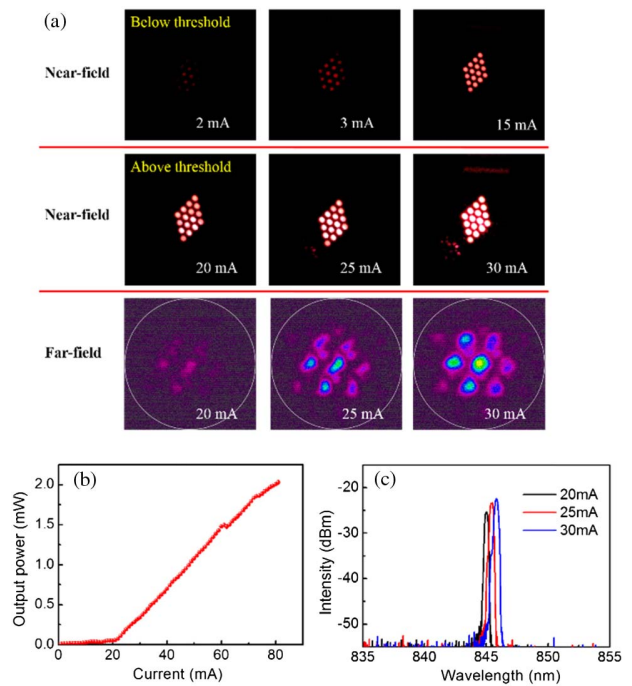 (a)
Below threshold
Near-field
2 mA
3 mA
15 mA
Above threshold
Near-field
20 mA
25 mA
30 mA
Far-field
20 mA
25 mA
30 mA
(b)
Output power (mW)
2.0
1.5
1.0
0.5
0.0
0 20 40 60 80
Current (mA)
(c)
20mA
25mA
30mA
Intensity (dBm)
-20
-30
-40
-50
835 840 845 850 855
Wavelength (nm)